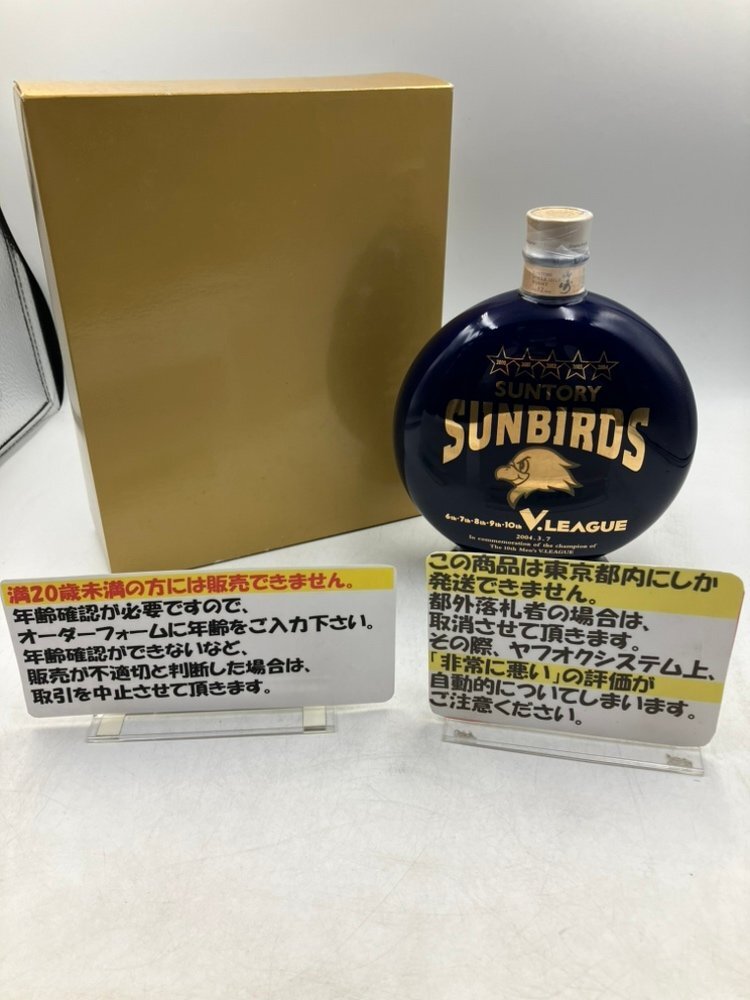 2000 2001 2002 2003 2004
SUNTORY
SUNBIRDS
6th・7th・8th・9th・10th V.LEAGUE
2004.3.7
In commemoration of the champion of
The 10th Men's V.LEAGUE
満20歳未満の方には販売できません。
年齢確認が必要ですので、
オーダーフォームに年齢をご入力下さい。
年齢確認ができないなど、
販売が不適切と判断した場合は、
取引を中止させて頂きます。
この商品は東京都内にしか
発送できません。
都外落札者の場合は、
取消させて頂きます。
その際、ヤフオクシステム上、
「非常に悪い」の評価が
自動的についてしまいます。
ご注意ください。